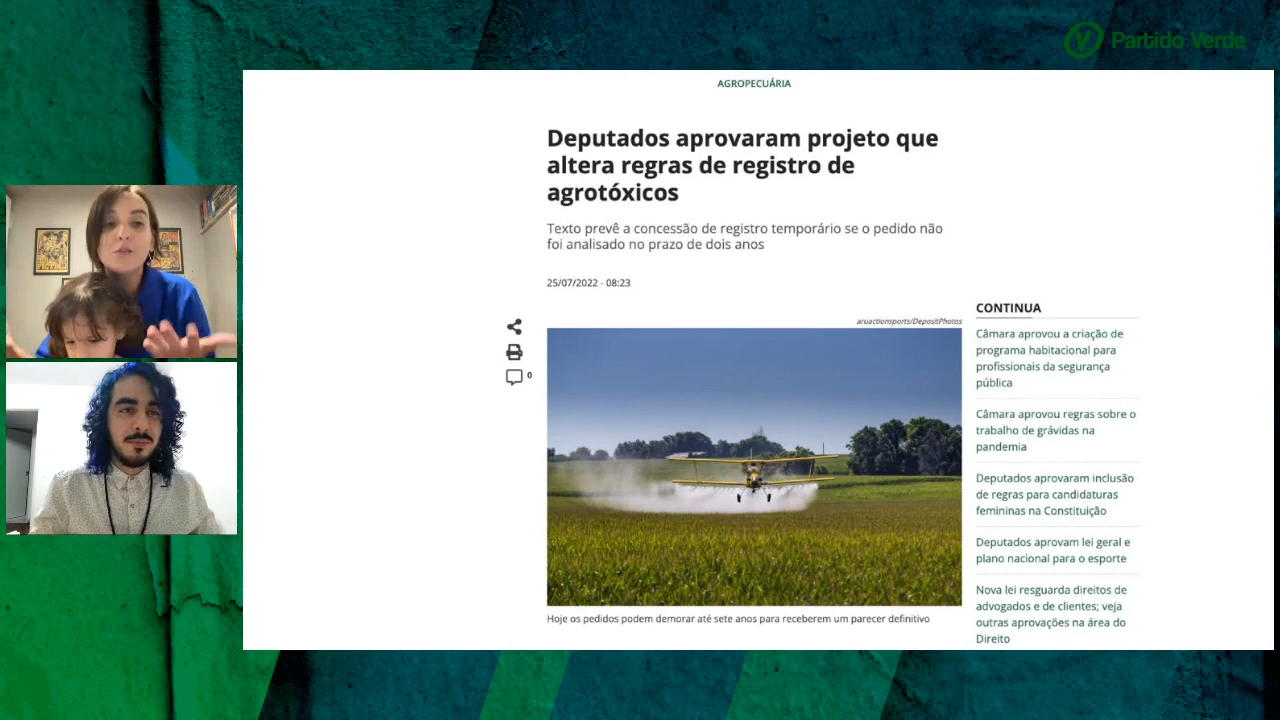 Partido Verde
AGROPECUÁRIA
Deputados aprovaram projeto que
altera regras de registro de
agrotóxicos
Texto prevê a concessão de registro temporário se o pedido não
foi analisado no prazo de dois anos
25/07/2022 - 08:23
aruactionsports/DepositPhotos
0
Hoje os pedidos podem demorar até sete anos para receberem um parecer definitivo
CONTINUA
Câmara aprovou a criação de
programa habitacional para
profissionais da segurança
pública
Câmara aprovou regras sobre o
trabalho de grávidas na
pandemia
Deputados aprovaram inclusão
de regras para candidaturas
femininas na Constituição
Deputados aprovam lei geral e
plano nacional para o esporte
Nova lei resguarda direitos de
advogados e de clientes; veja
outras aprovações na área do
Direito